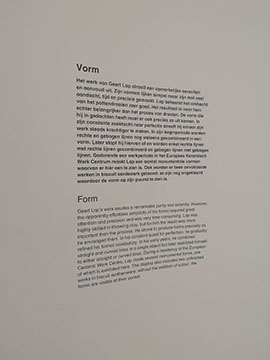 Vorm
Het werk van Geert Lap straalt een opmerkelijke sereniteit
en eenvoud uit. Zijn vormen lijken simpel maar zijn met veel
aandacht, tijd en precisie gemaakt. Lap beheerst het ambacht
van het pottendraaien zeer goed. Het resultaat is voor hem
echter belangrijker dan het proces van draaien. De vorm die
hij in gedachten heeft moet er ook precies zo uit komen. In
zijn constante zoektocht naar perfectie streeft hij ernaar zijn
work steeds krachtiger te maken. In zijn beginperiode worden
rechte en gebogen lijnen nog weleens gecombineerd in een
vorm. Later stapt hij hiervan af en worden enkel rechte lijnen
met rechte lijnen gecombineerd en gebogen lijnen met gebogen
lijnen. Gedurende een werkperiode in het Europees Keramisch
Werk Centrum maakt Lap een aantal monumentale vormen
waarvan er hier een te zien is. Ook worden er twee onvoltooide
werken in biscuit aardewerk getoond: ze zijn nog ongekleurd
waardoor de vorm op zijn puurst te zien is.
Form
Geert Lap's work exudes a remarkable purity and serenity. However,
the apparently effortless simplicity of his forms required great
attention and precision and was very time consuming. Lap was
highly skilled in throwing clay, but for him the result was more
important than the process. He strove to produce forms precisely as
he envisaged them. In his constant quest for perfection, he gradually
refined his formal vocabulary. In his early years, he combined
straight and curved lines in a single object but later restricted himself
to either straight or curved lines. During a residency at the European
Ceramic Work Centre, Lap made several monumental forms, one
of which is exhibited here. The display also includes two unfinished
works in biscuit earthenware: without the addition of colour, the
forms are visible at their purest